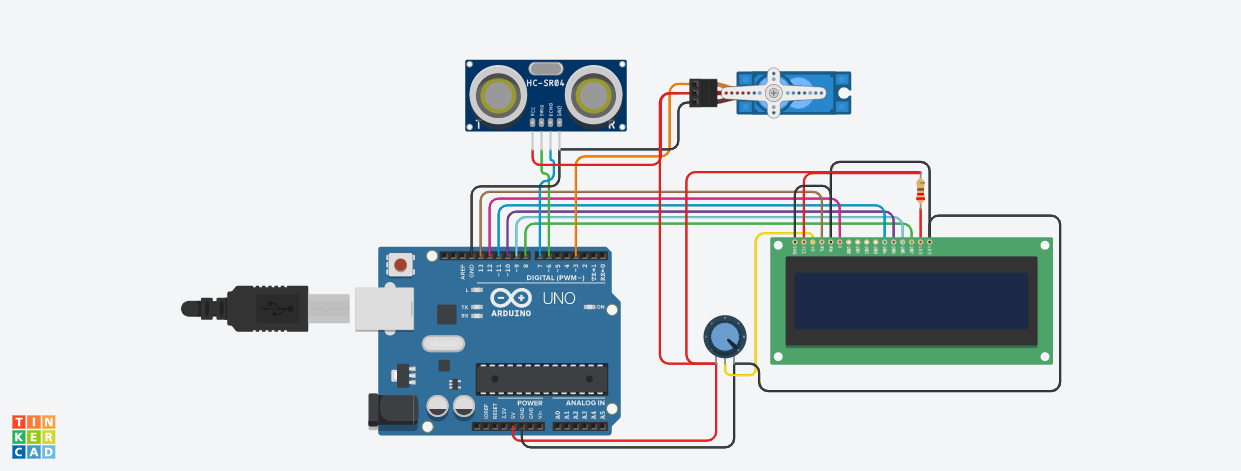 HC-SR04
VCC
TRIG
ECHO
GND
T
R
AREF
GND
13
12
~11
~10
~9
8
7
~6
~5
4
~3
2
TX→1
RX←0
DIGITAL (PWM~)
L
TX
RX
UNO
ARDUINO
ON
POWER
ANALOG IN
IOREF
RESET
3.3V
5V
GND
GND
Vin
A0
A1
A2
A3
A4
A5
TIN
KER
CAD